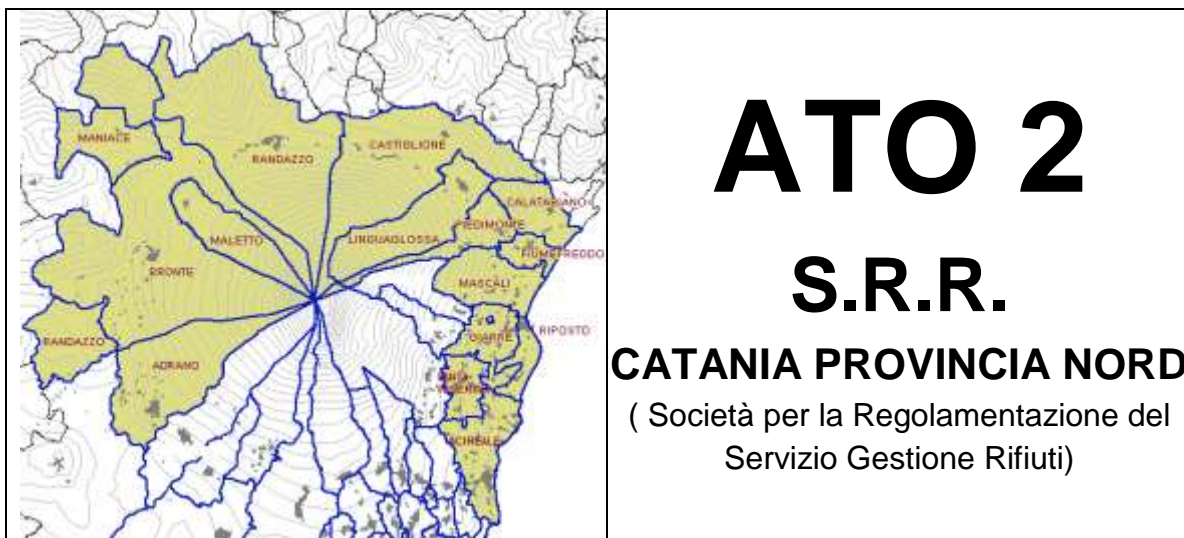 MANIACE
RANDAZZO
CASTIGLIONE
CALATABIANO
PIEDIMONTE
MALETTO
LINGUAGLOSSA
FIUMEFREDDO
BRONTE
MASCALI
RIPOSTO
GIARRE
RANDAZZO
ADRANO
ACIREALE
ATO 2
S.R.R.
CATANIA PROVINCIA NORD
( Società per la Regolamentazione del
Servizio Gestione Rifiuti)